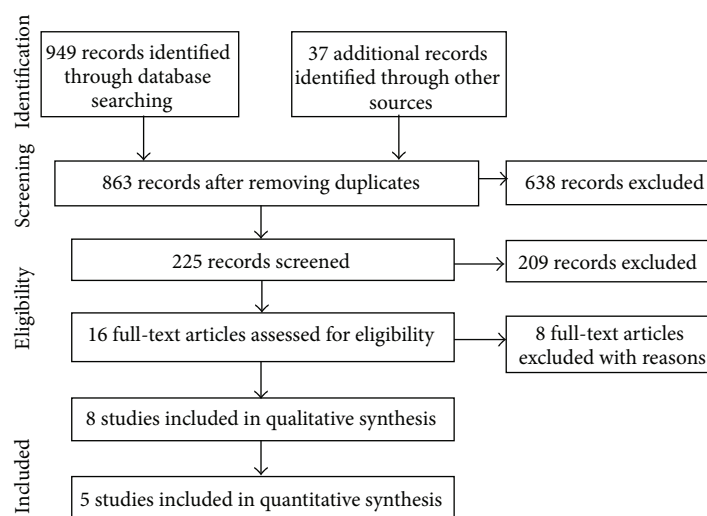 Identification
949 records identified
through database
searching
37 additional records
identified through other
sources
Screening
863 records after removing duplicates
638 records excluded
Eligibility
225 records screened
209 records excluded
16 full-text articles assessed for eligibility
8 full-text articles
excluded with reasons
Included
8 studies included in qualitative synthesis
5 studies included in quantitative synthesis